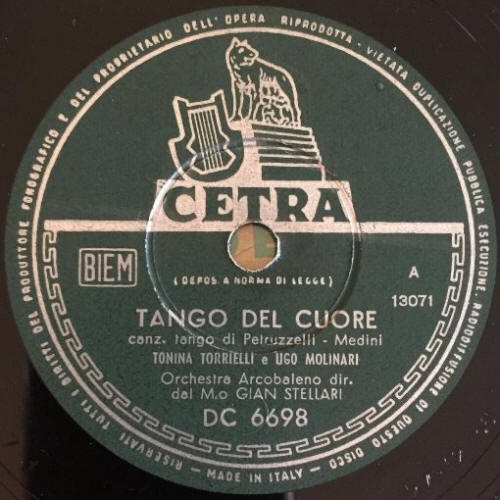 RISERVATI TUTTI I DIRITTI DEL PRODUTTORE FONOGRAFICO E DEL PROPRIETARIO DELL'OPERA RIPRODOTTA - VIETATA DUPLICAZIONE PUBBLICA ESECUZIONE RADIODIFFUSIONE DI QUESTO DISCO
CETRA
BIEM
(DEPOS. A NORMA DI LEGGE)
A
13071
TANGO DEL CUORE
canz. tango di Petruzzelli - Medini
TONINA TORRIELLI e UGO MOLINARI
Orchestra Arcobaleno dir.
dal M.o GIAN STELLARI
DC 6698
- MADE IN ITALY -